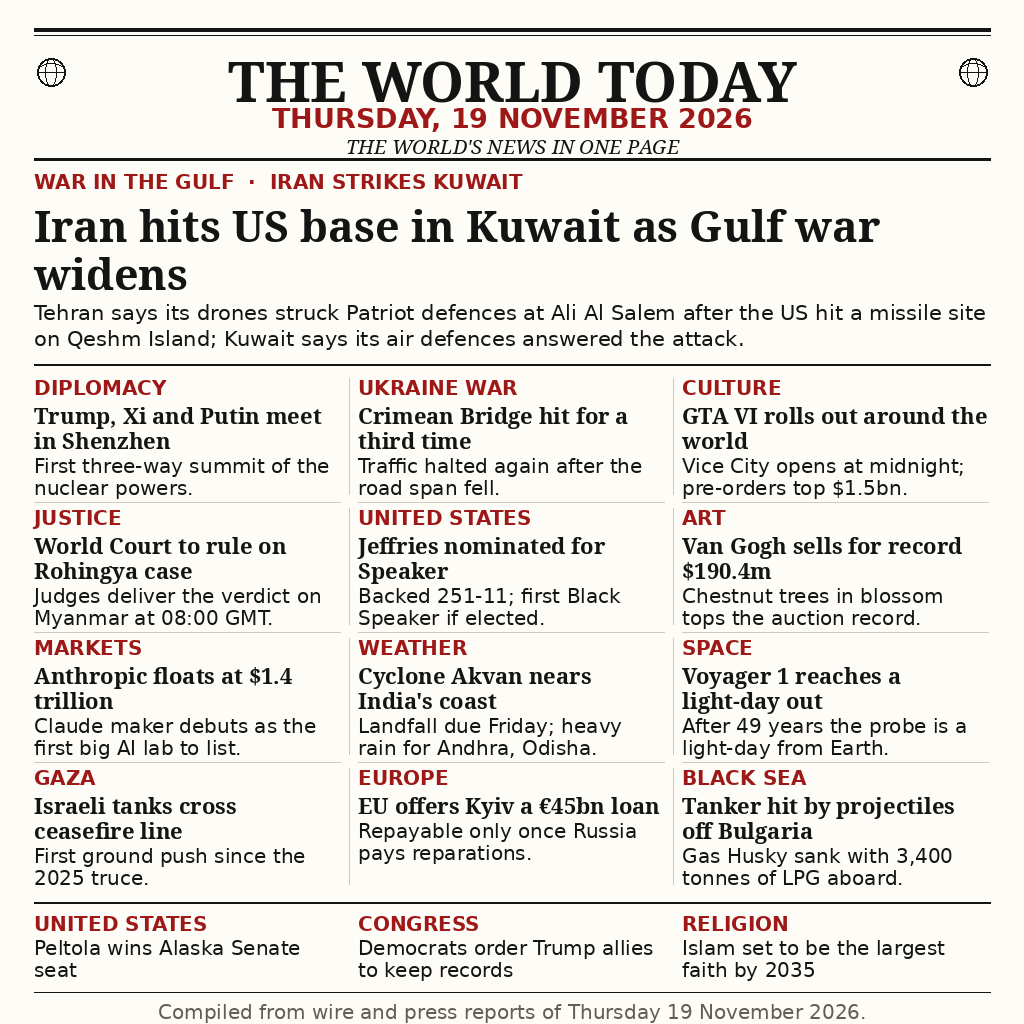 THE WORLD TODAY
THURSDAY, 19 NOVEMBER 2026
THE WORLD'S NEWS IN ONE PAGE
WAR IN THE GULF · IRAN STRIKES KUWAIT
Iran hits US base in Kuwait as Gulf war
widens
Tehran says its drones struck Patriot defences at Ali Al Salem after the US hit a missile site
on Qeshm Island; Kuwait says its air defences answered the attack.
DIPLOMACY
Trump, Xi and Putin meet
in Shenzhen
First three-way summit of the
nuclear powers.
UKRAINE WAR
Crimean Bridge hit for a
third time
Traffic halted again after the
road span fell.
CULTURE
GTA VI rolls out around the
world
Vice City opens at midnight;
pre-orders top $1.5bn.
JUSTICE
World Court to rule on
Rohingya case
Judges deliver the verdict on
Myanmar at 08:00 GMT.
UNITED STATES
Jeffries nominated for
Speaker
Backed 251-11; first Black
Speaker if elected.
ART
Van Gogh sells for record
$190.4m
Chestnut trees in blossom
tops the auction record.
MARKETS
Anthropic floats at $1.4
trillion
Claude maker debuts as the
first big AI lab to list.
WEATHER
Cyclone Akvan nears
India's coast
Landfall due Friday; heavy
rain for Andhra, Odisha.
SPACE
Voyager 1 reaches a
light-day out
After 49 years the probe is a
light-day from Earth.
GAZA
Israeli tanks cross
ceasefire line
First ground push since the
2025 truce.
EUROPE
EU offers Kyiv a €45bn loan
Repayable only once Russia
pays reparations.
BLACK SEA
Tanker hit by projectiles
off Bulgaria
Gas Husky sank with 3,400
tonnes of LPG aboard.
UNITED STATES
Peltola wins Alaska Senate
seat
CONGRESS
Democrats order Trump allies
to keep records
RELIGION
Islam set to be the largest
faith by 2035
Compiled from wire and press reports of Thursday 19 November 2026.